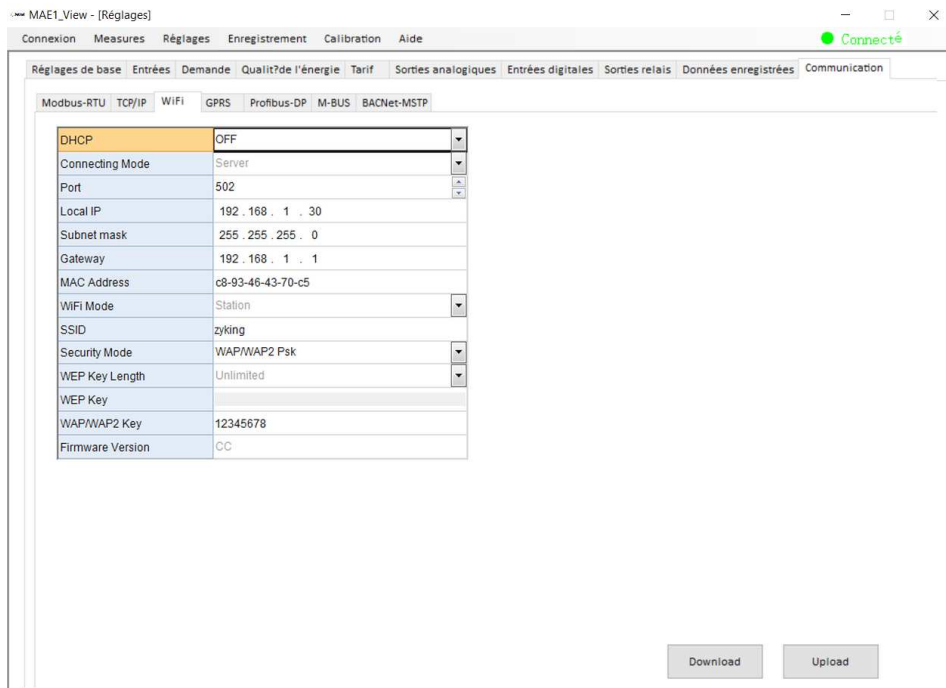 MAE1_View - [Réglages]
Connexion Measures Réglages Enregistrement Calibration Aide Connecté
Réglages de base Entrées Demande Qualit?de l'énergie Tarif Sorties analogiques Entrées digitales Sorties relais Données enregistrées Communication
Modbus-RTU TCP/IP WiFi GPRS Profibus-DP M-BUS BACNet-MSTP
DHCP OFF
Connecting Mode Server
Port 502
Local IP 192 . 168 . 1 . 30
Subnet mask 255 . 255 . 255 . 0
Gateway 192 . 168 . 1 . 1
MAC Address c8-93-46-43-70-c5
WiFi Mode Station
SSID zyking
Security Mode WAP/WAP2 Psk
WEP Key Length Unlimited
WEP Key
WAP/WAP2 Key 12345678
Firmware Version CC
Download Upload